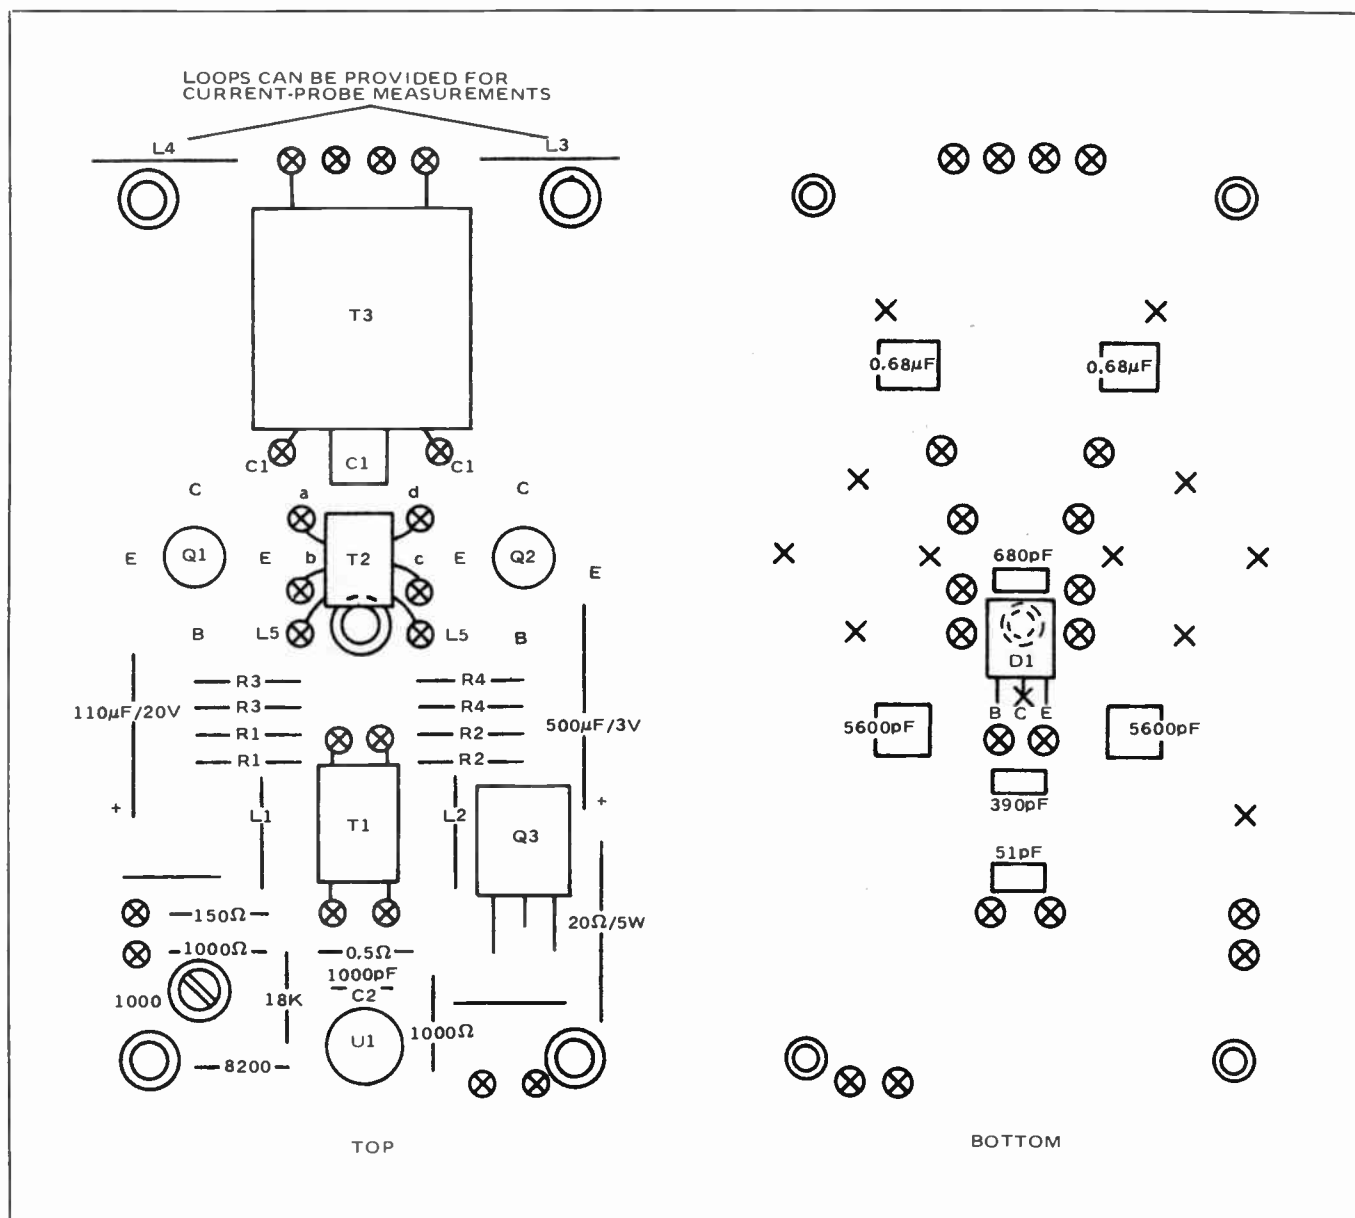 LOOPS CAN BE PROVIDED FOR
CURRENT-PROBE MEASUREMENTS
L4
L3
T3
C1
C1
C1
C
a
d
C
E
Q1
E
b
T2
c
E
Q2
E
B
L5
L5
B
R3
R4
110µF/20V
R3
R4
500µF/3V
R1
R2
R1
R2
+
L1
T1
L2
Q3
+
150Ω
20Ω/5W
1000Ω
0.5Ω
1000pF
1000
18K
C2
1000Ω
U1
8200
TOP
0.68µF
0.68µF
680pF
D1
B C E
5600pF
5600pF
390pF
51pF
BOTTOM